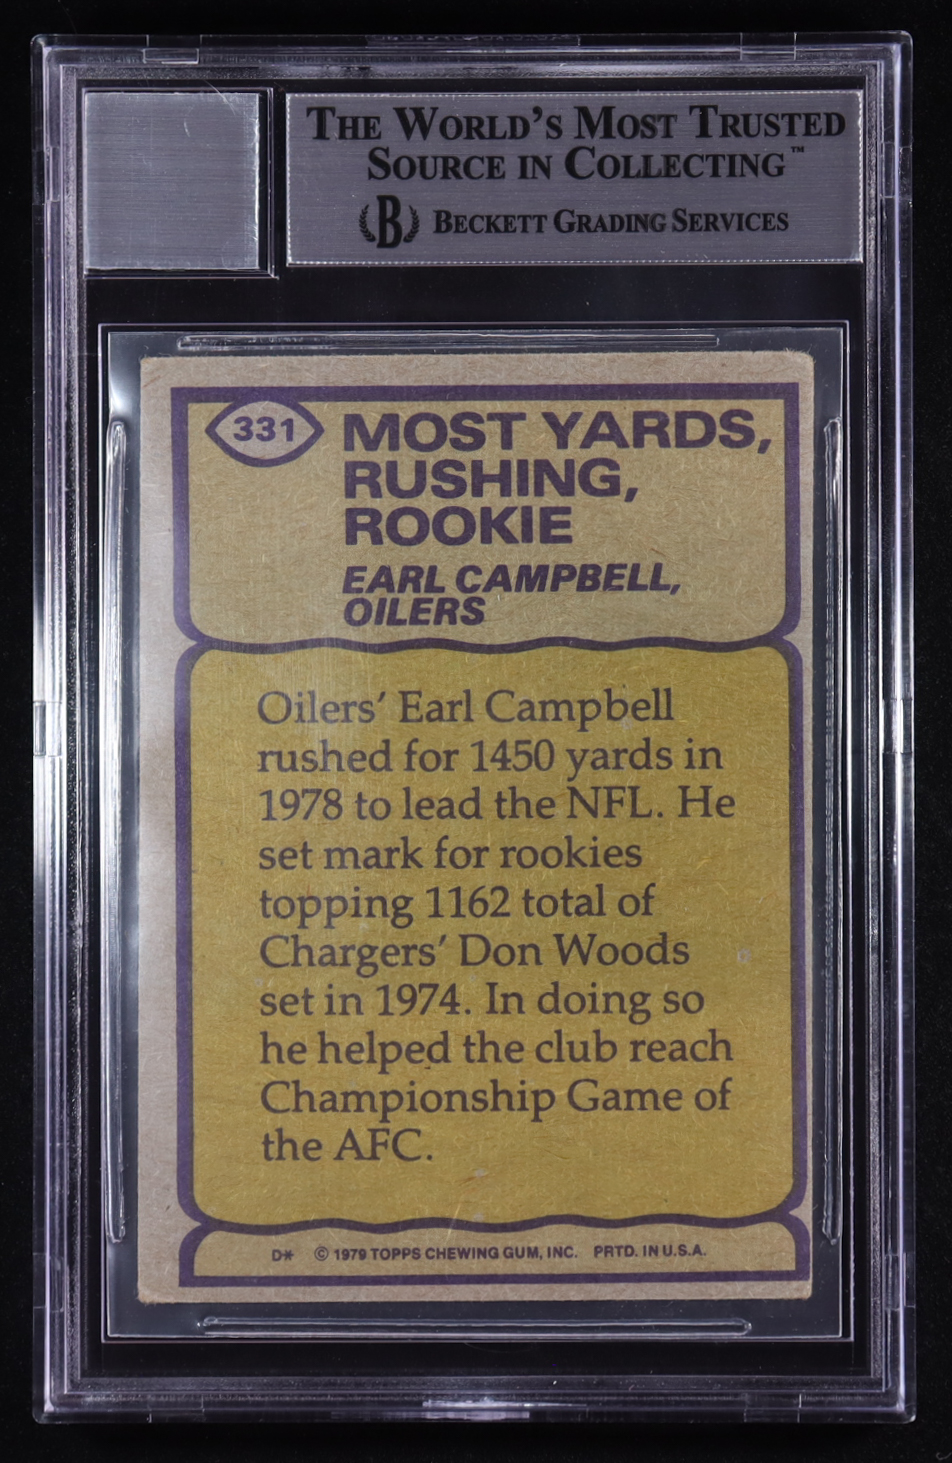 THE WORLD'S MOST TRUSTED
SOURCE IN COLLECTING™
B BECKETT GRADING SERVICES
331
MOST YARDS,
RUSHING,
ROOKIE
EARL CAMPBELL,
OILERS
Oilers' Earl Campbell
rushed for 1450 yards in
1978 to lead the NFL. He
set mark for rookies
topping 1162 total of
Chargers' Don Woods
set in 1974. In doing so
he helped the club reach
Championship Game of
the AFC.
D* © 1979 TOPPS CHEWING GUM, INC. PRTD. IN U.S.A.